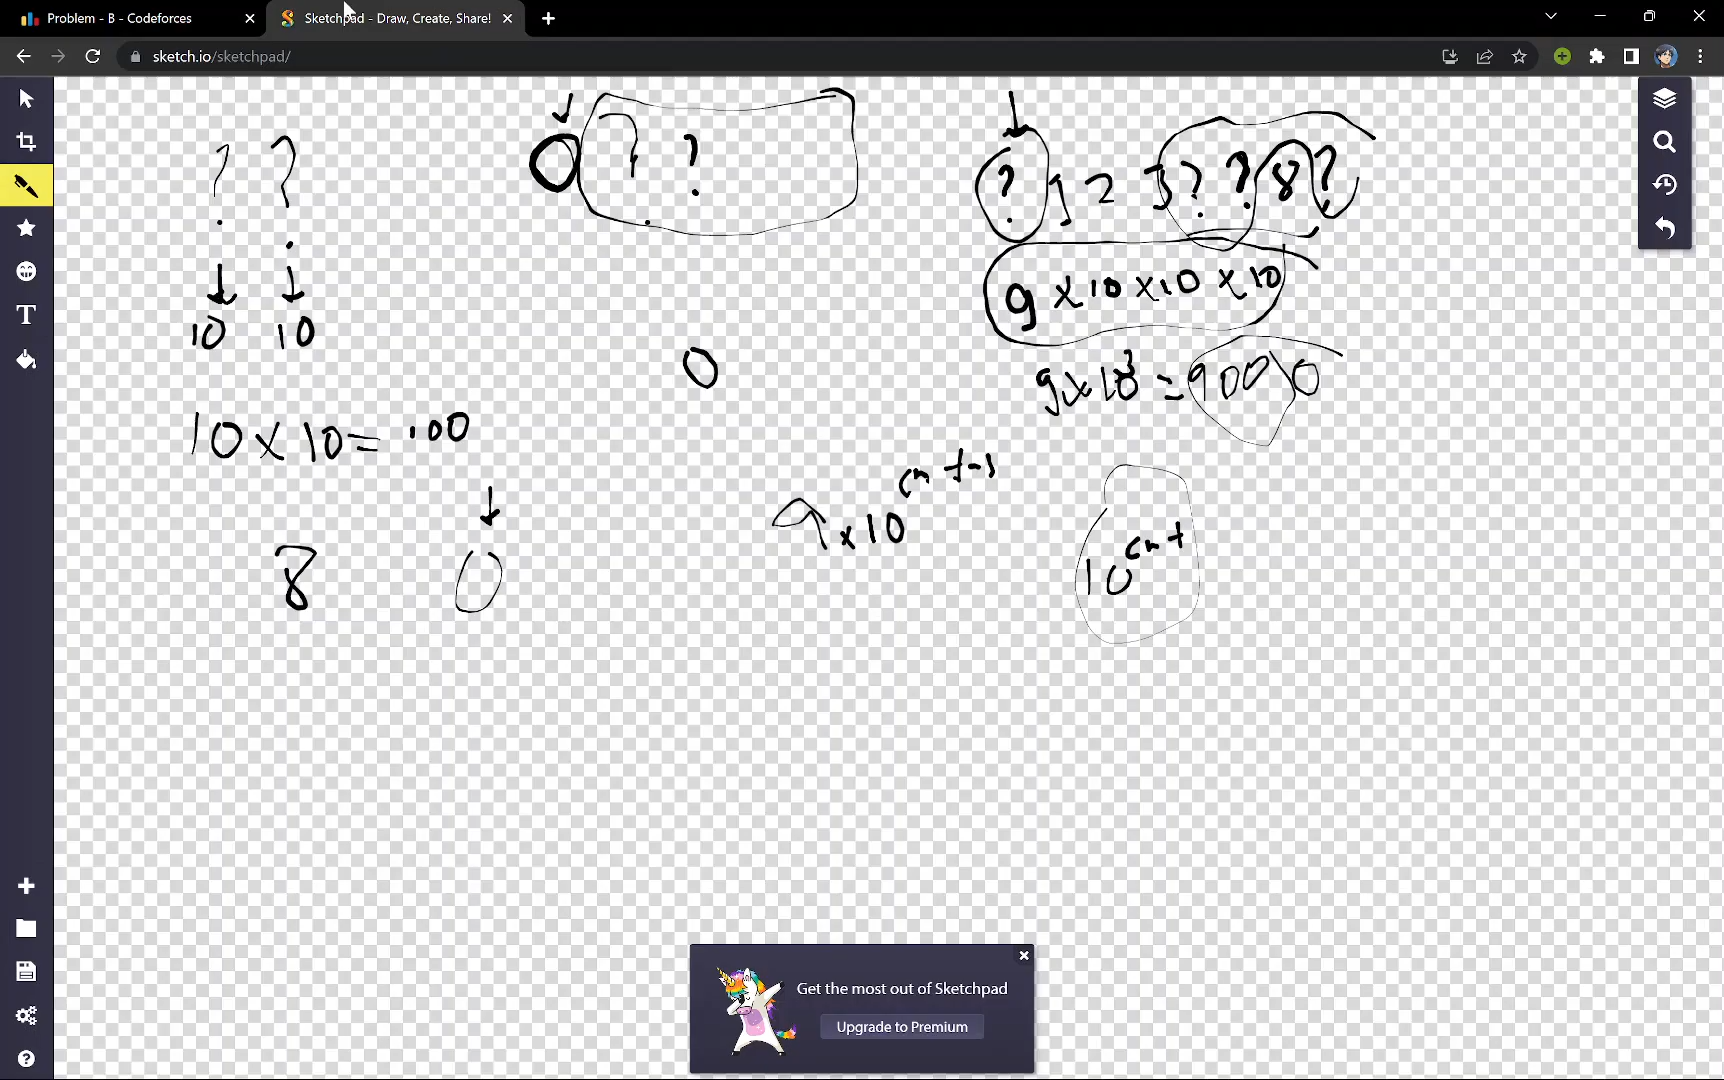 Problem - B - Codeforces
Sketchpad - Draw, Create, Share!
sketch.io/sketchpad/
? ?
10 10
10 x 10 = 100
8 0
0 ? ?
0
? 1 2 3 ? ? 8 ?
9 x 10 x 10 x 10
9 x 10³ = 9000
9 x 10^cnt-1
10^cnt
T
Get the most out of Sketchpad
Upgrade to Premium